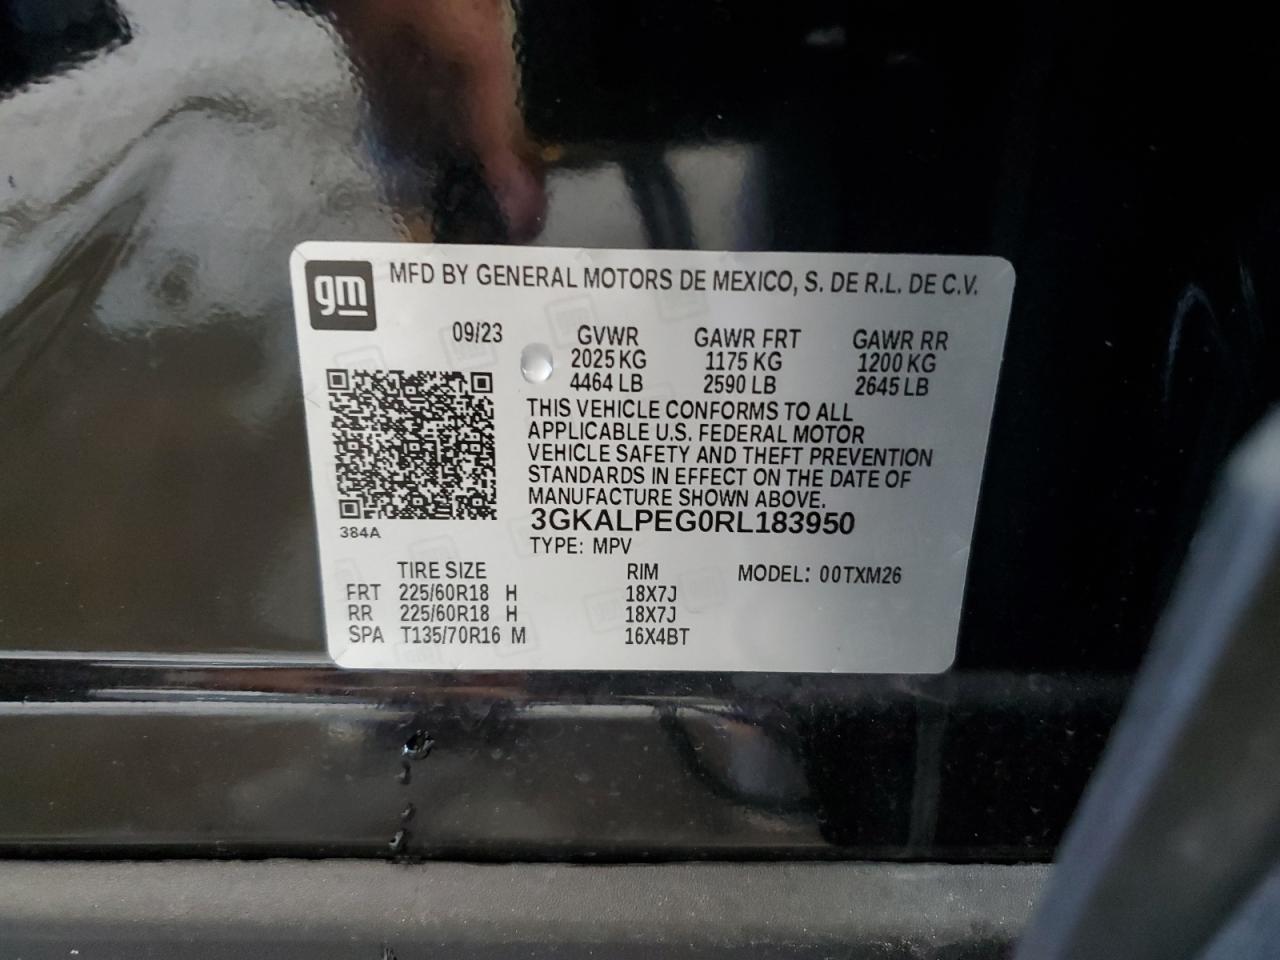 gm MFD BY GENERAL MOTORS DE MEXICO, S. DE R.L. DE C.V.
09/23 GVWR GAWR FRT GAWR RR
2025 KG 1175 KG 1200 KG
4464 LB 2590 LB 2645 LB
THIS VEHICLE CONFORMS TO ALL
APPLICABLE U.S. FEDERAL MOTOR
VEHICLE SAFETY AND THEFT PREVENTION
STANDARDS IN EFFECT ON THE DATE OF
MANUFACTURE SHOWN ABOVE.
3GKALPEG0RL183950
384A
TYPE: MPV
TIRE SIZE RIM MODEL: 00TXM26
FRT 225/60R18 H 18X7J
RR 225/60R18 H 18X7J
SPA T135/70R16 M 16X4BT